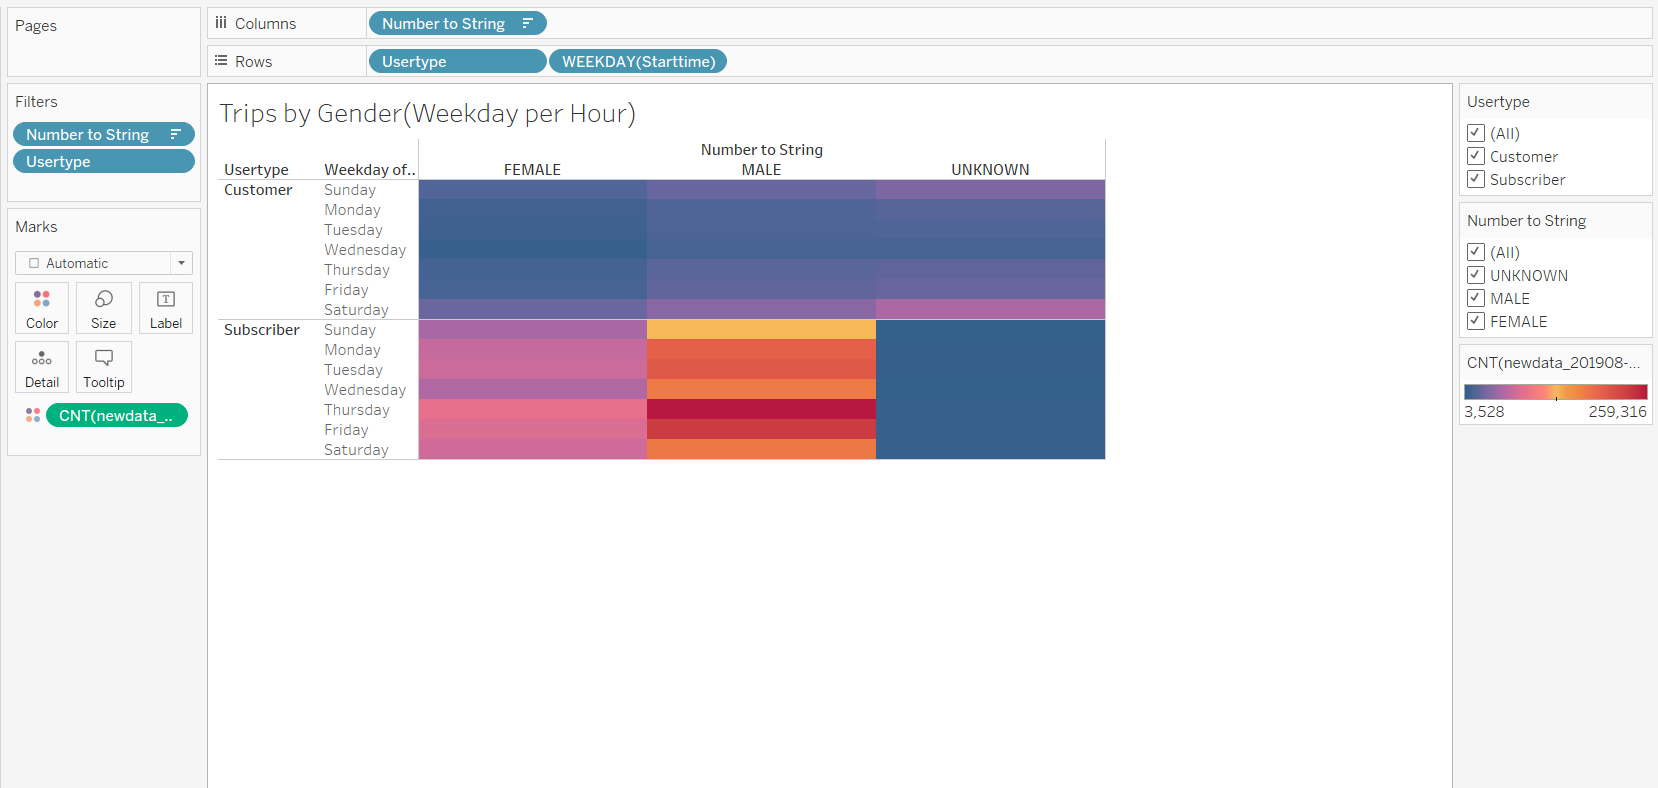 Pages
Columns
Number to String
Rows
Usertype
WEEKDAY(Starttime)
Filters
Number to String
Usertype
Marks
Automatic
Color
Size
Label
Detail
Tooltip
CNT(newdata_..
Trips by Gender(Weekday per Hour)
Number to String
Usertype Weekday of.. FEMALE MALE UNKNOWN
Customer Sunday
Monday
Tuesday
Wednesday
Thursday
Friday
Saturday
Subscriber Sunday
Monday
Tuesday
Wednesday
Thursday
Friday
Saturday
Usertype
(All)
Customer
Subscriber
Number to String
(All)
UNKNOWN
MALE
FEMALE
CNT(newdata_201908-...
3,528 259,316